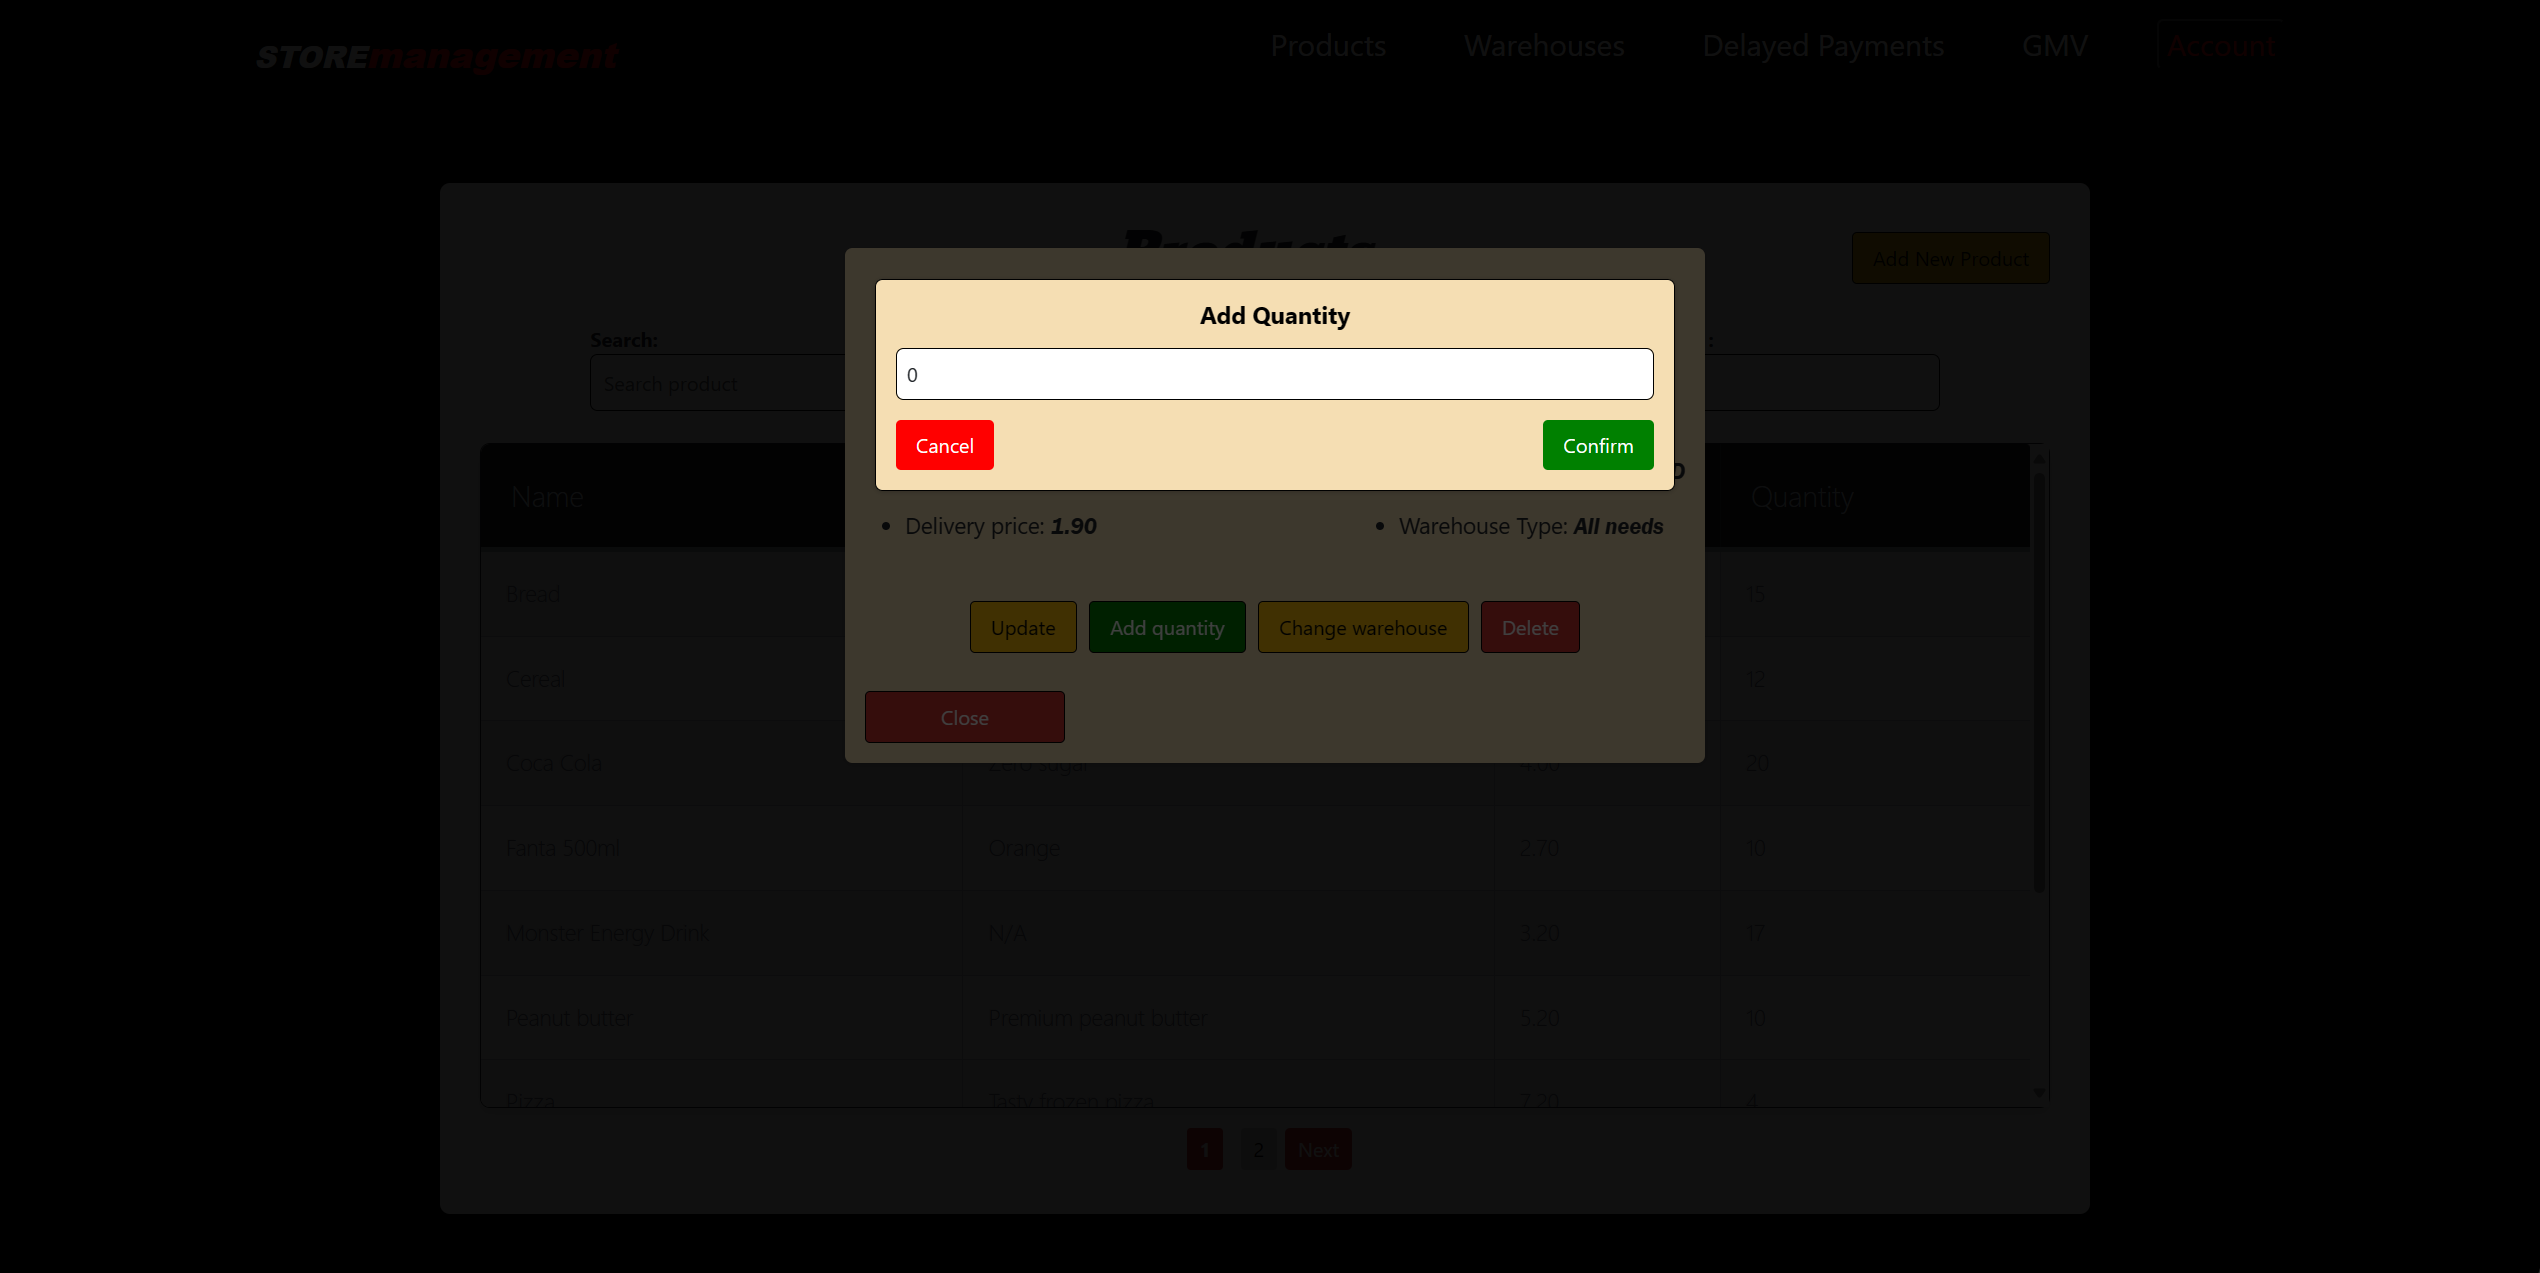 STOREmanagement
Products Warehouses Delayed Payments GMV Account
Products
Add New Product
Add Quantity
Search:
Search product
0
Cancel Confirm
Name Quantity
Delivery price: 1.90 Warehouse Type: All needs
Bread 15
Update Add quantity Change warehouse Delete
Cereal 12
Close
Coca Cola Zero sugar 4.00 20
Fanta 500ml Orange 2.70 10
Monster Energy Drink N/A 3.20 17
Peanut butter Premium peanut butter 5.20 10
Pizza Tasty frozen pizza 7.20 4
1 2 Next